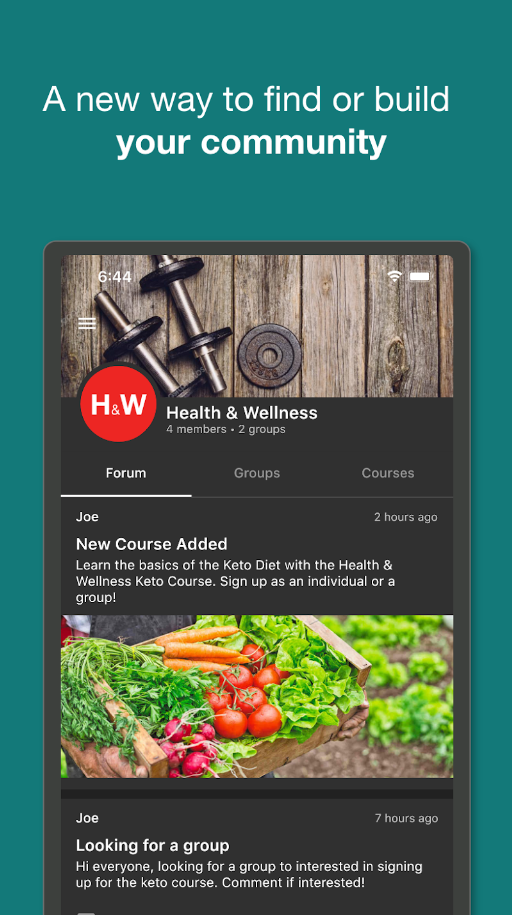 A new way to find or build
your community
6:44
H&W
Health & Wellness
4 members • 2 groups
Forum
Groups
Courses
Joe
2 hours ago
New Course Added
Learn the basics of the Keto Diet with the Health &
Wellness Keto Course. Sign up as an individual or a
group!
Joe
7 hours ago
Looking for a group
Hi everyone, looking for a group to interested in signing
up for the keto course. Comment if interested!